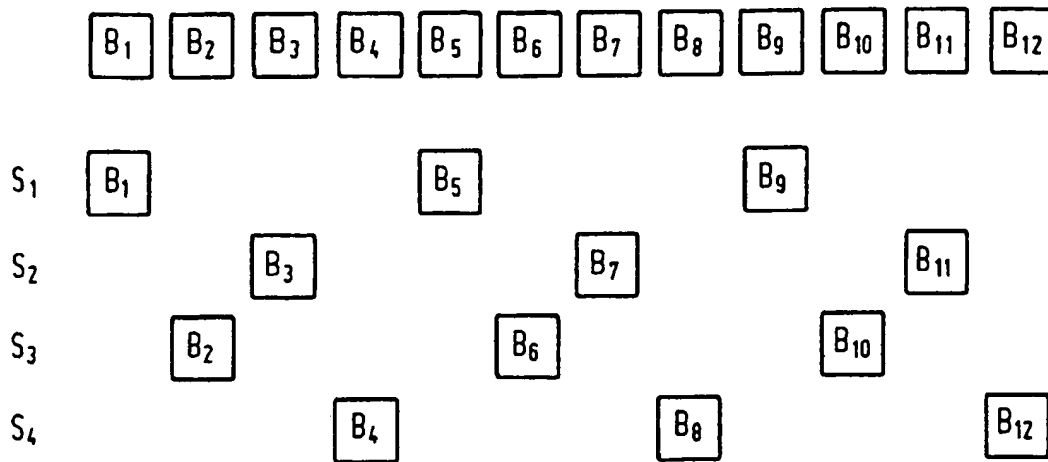 B₁ B₂ B₃ B₄ B₅ B₆ B₇ B₈ B₉ B₁₀ B₁₁ B₁₂
S₁ B₁ B₅ B₉
S₂ B₃ B₇ B₁₁
S₃ B₂ B₆ B₁₀
S₄ B₄ B₈ B₁₂